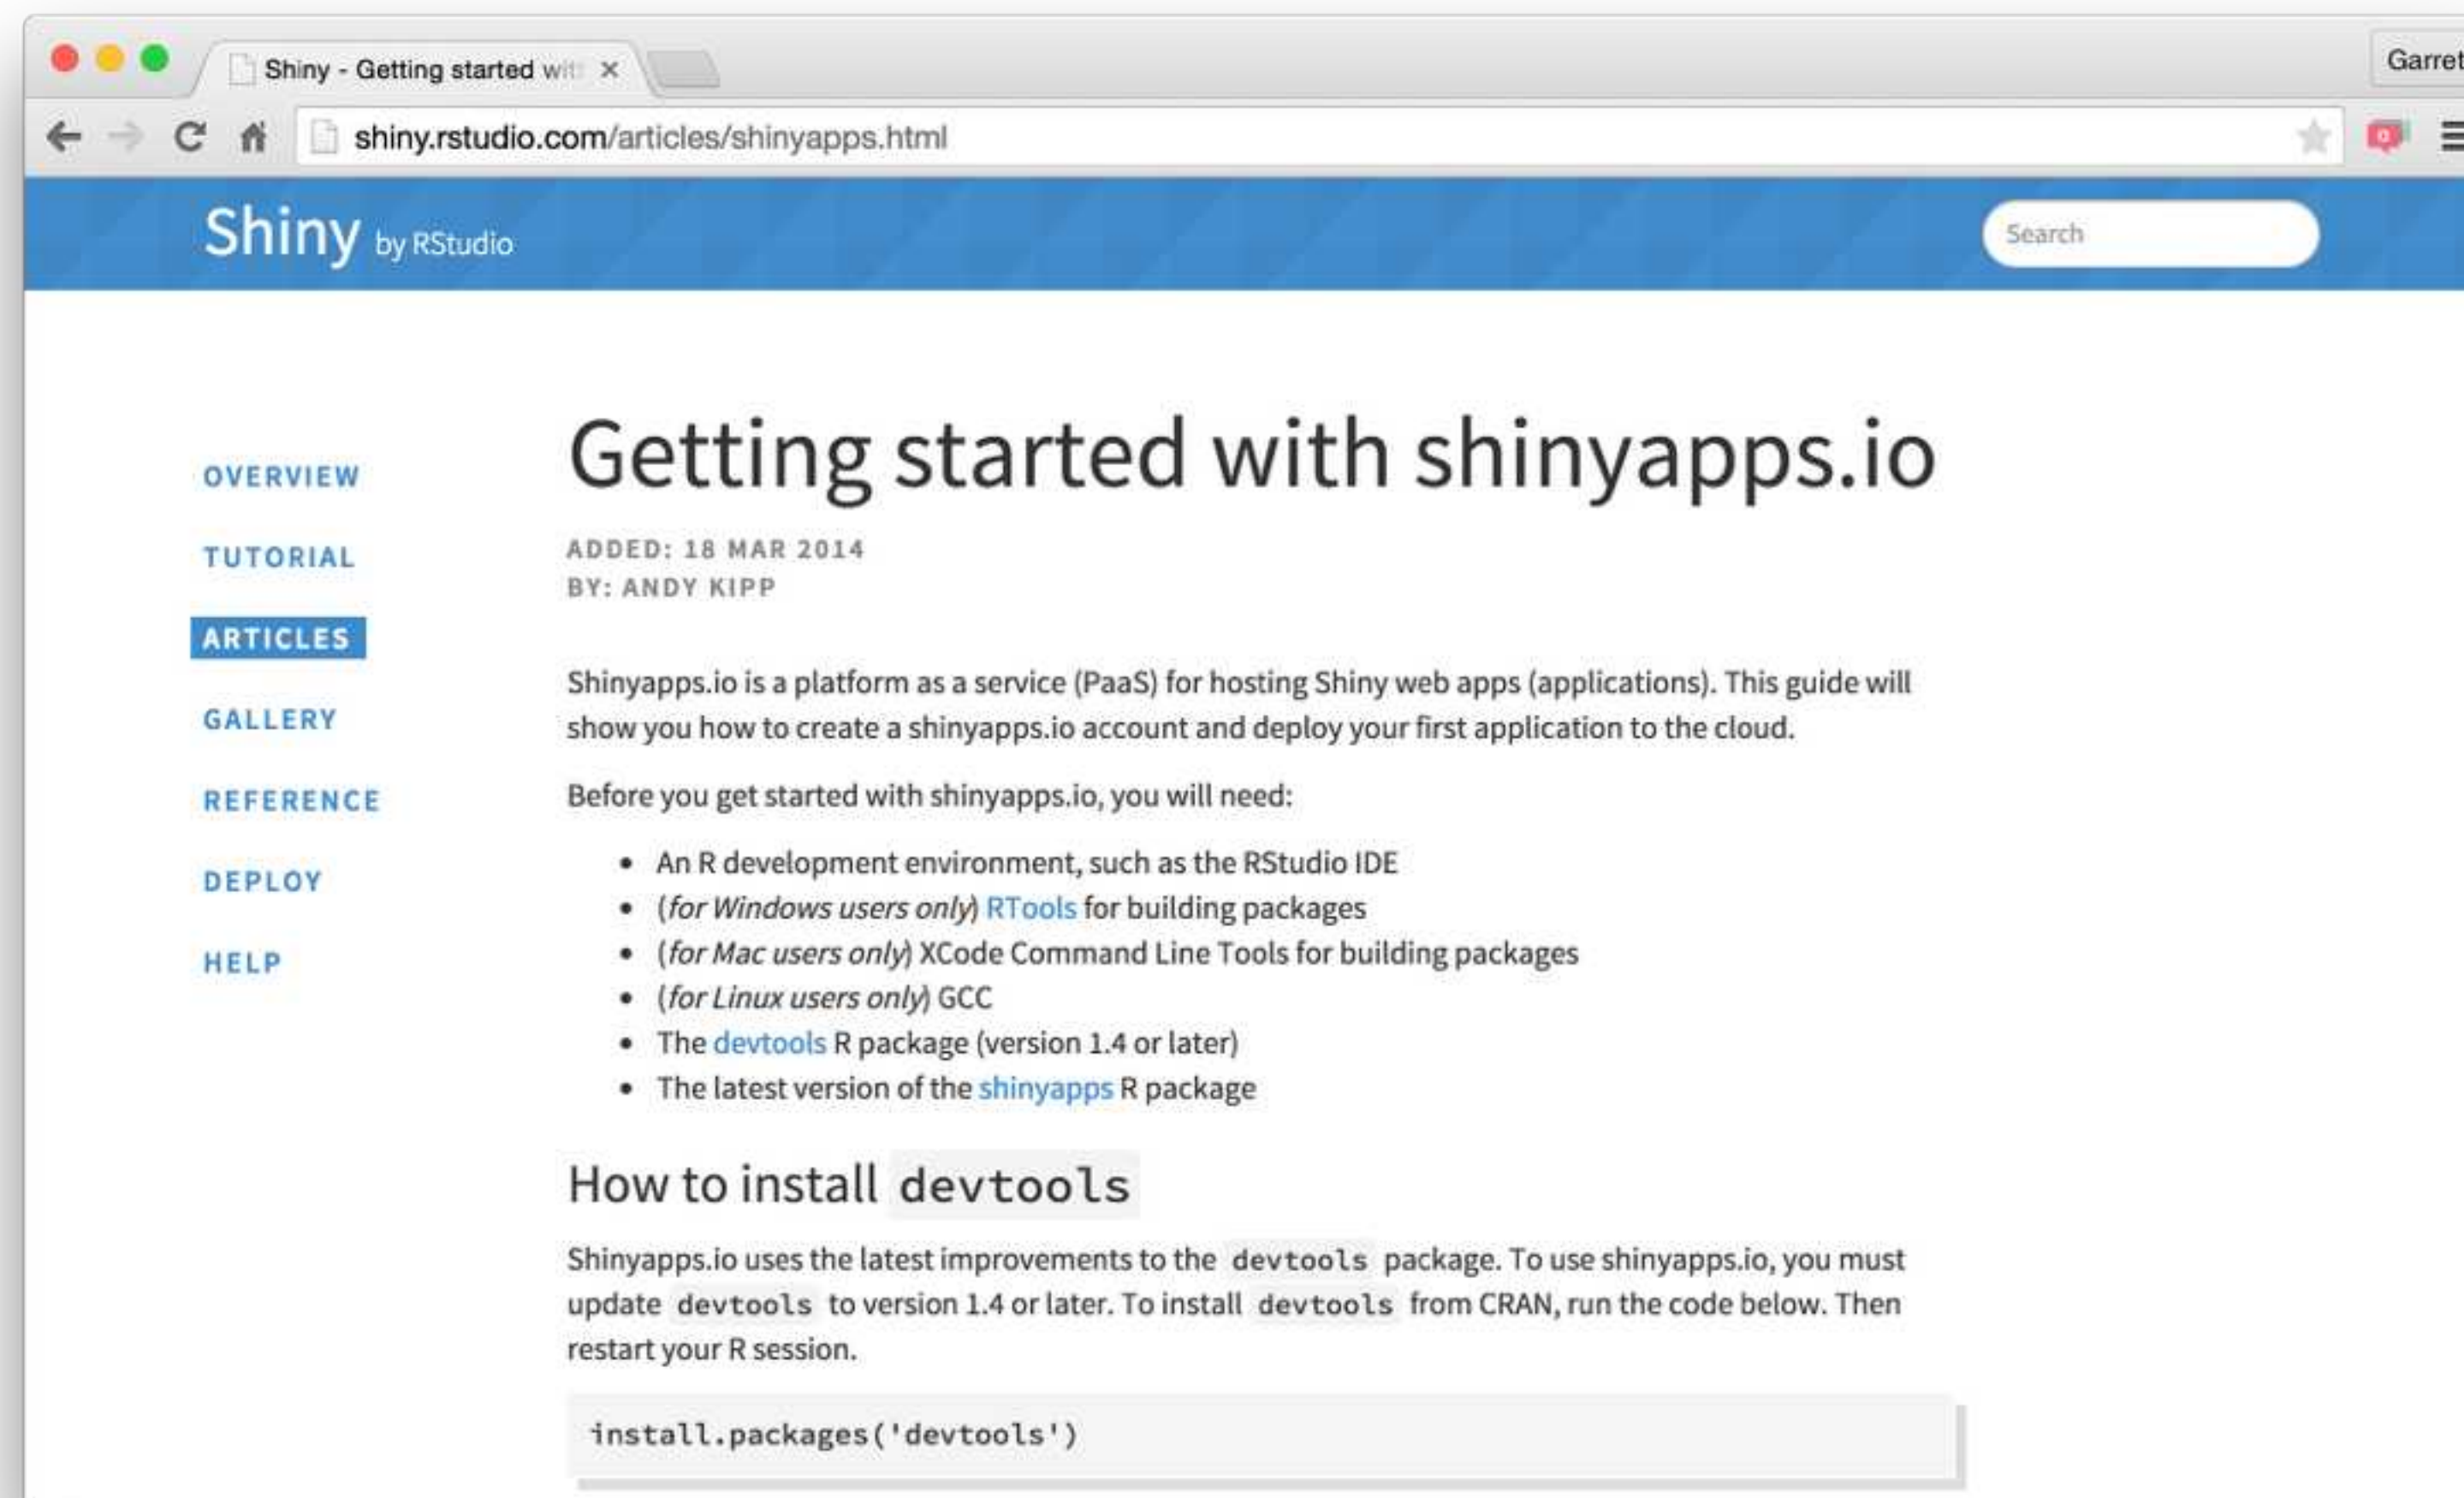 Shiny - Getting started wit
Garret
shiny.rstudio.com/articles/shinyapps.html
0
Shiny by RStudio
Search
OVERVIEW
TUTORIAL
ARTICLES
GALLERY
REFERENCE
DEPLOY
HELP
Getting started with shinyapps.io
ADDED: 18 MAR 2014
BY: ANDY KIPP
Shinyapps.io is a platform as a service (PaaS) for hosting Shiny web apps (applications). This guide will
show you how to create a shinyapps.io account and deploy your first application to the cloud.
Before you get started with shinyapps.io, you will need:
• An R development environment, such as the RStudio IDE
• (for Windows users only) RTools for building packages
• (for Mac users only) XCode Command Line Tools for building packages
• (for Linux users only) GCC
• The devtools R package (version 1.4 or later)
• The latest version of the shinyapps R package
How to install devtools
Shinyapps.io uses the latest improvements to the devtools package. To use shinyapps.io, you must
update devtools to version 1.4 or later. To install devtools from CRAN, run the code below. Then
restart your R session.
install.packages('devtools')